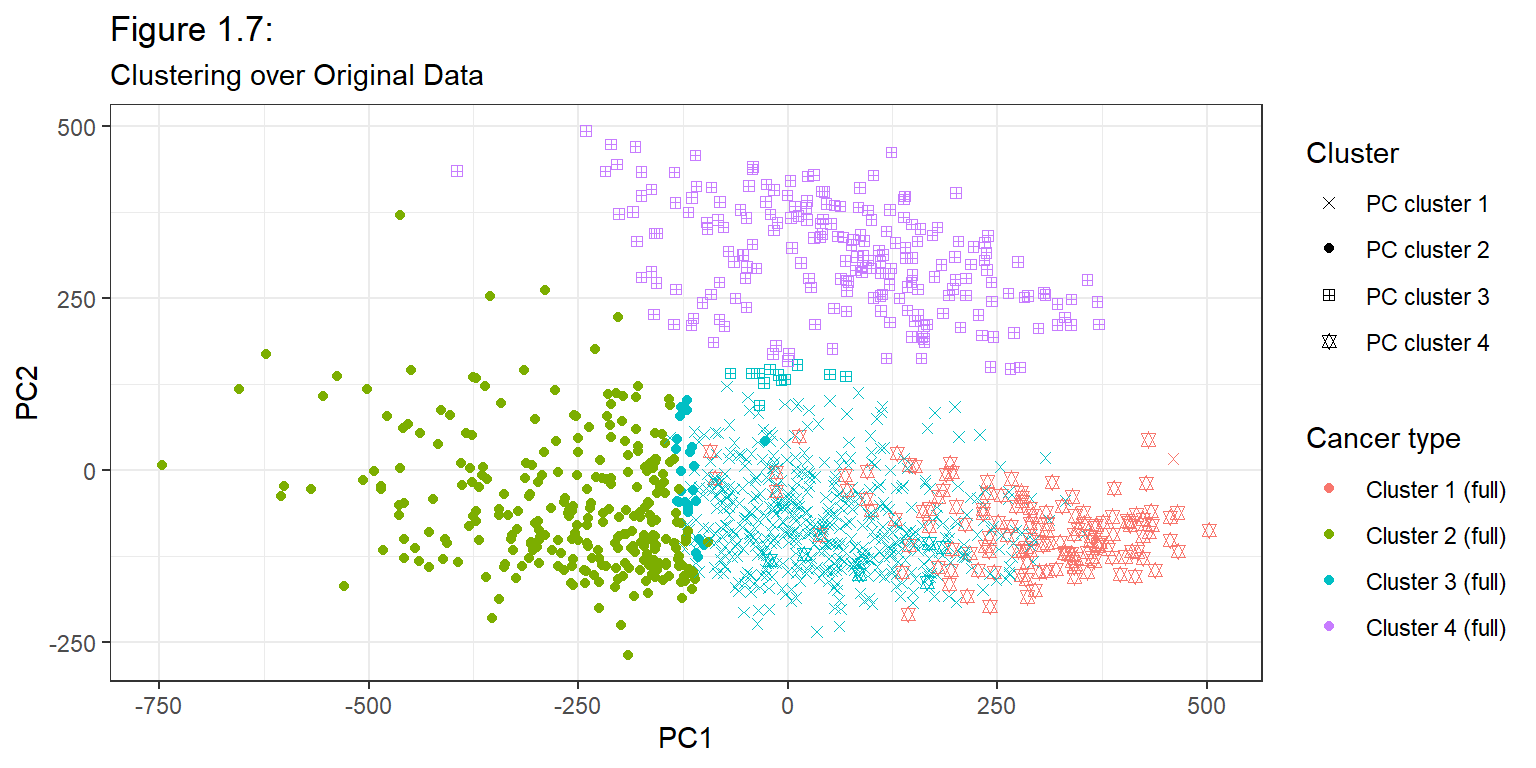 Figure 1.7:
Clustering over Original Data
500
250
0
-250
PC2
-750
-500
-250
0
250
500
PC1
Cluster
PC cluster 1
PC cluster 2
PC cluster 3
PC cluster 4
Cancer type
Cluster 1 (full)
Cluster 2 (full)
Cluster 3 (full)
Cluster 4 (full)